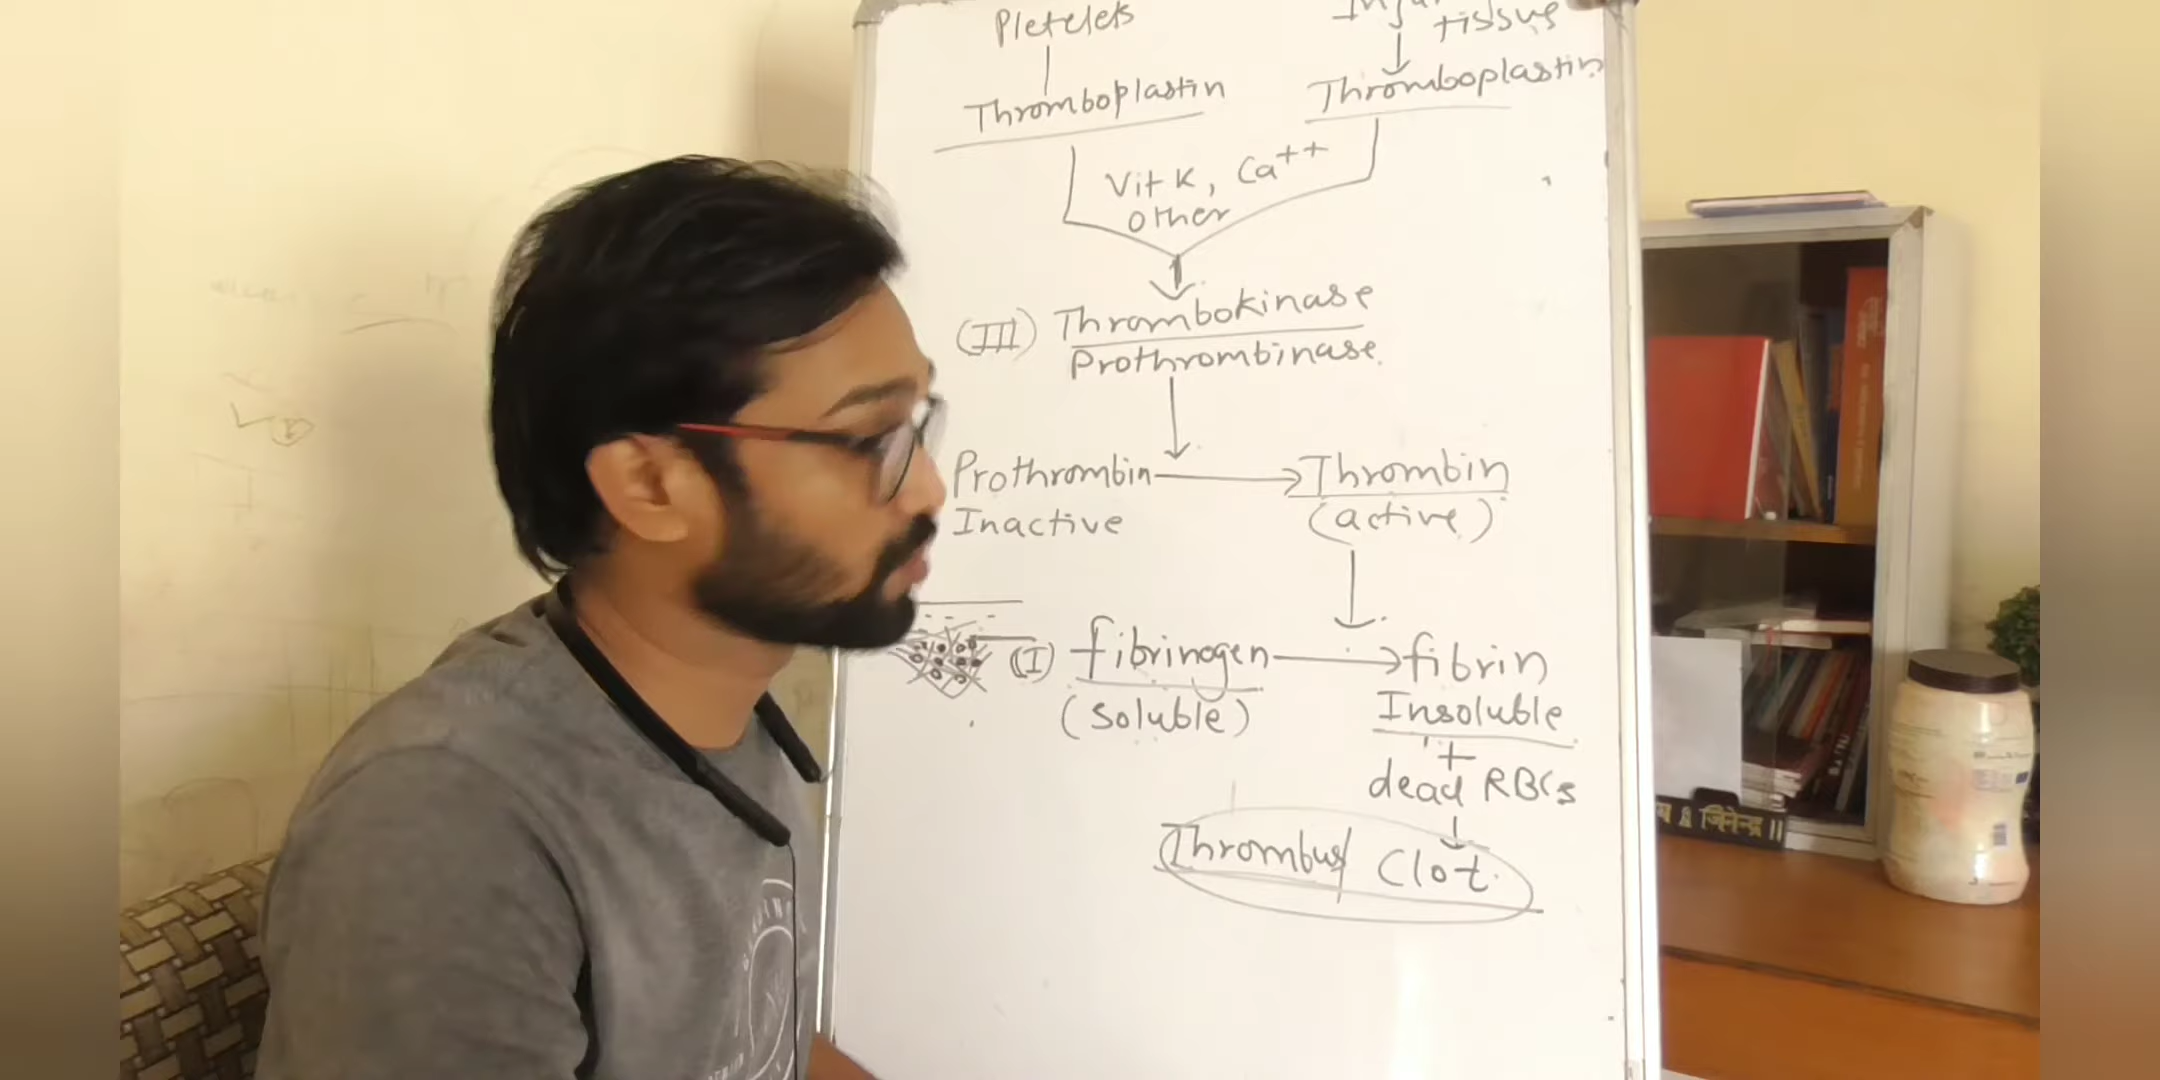 Pletelets
tissue
Thromboplastin
Thromboplastin
Vit K, Ca++
other
(III) Thrombokinase
Prothrombinase.
Prothrombin → Thrombin
Inactive
(active)
(I) fibrinogen → fibrin
(soluble)
Insoluble
+
dead RBCs
Thrombus/ Clot.
जिनेन्द्र ॥